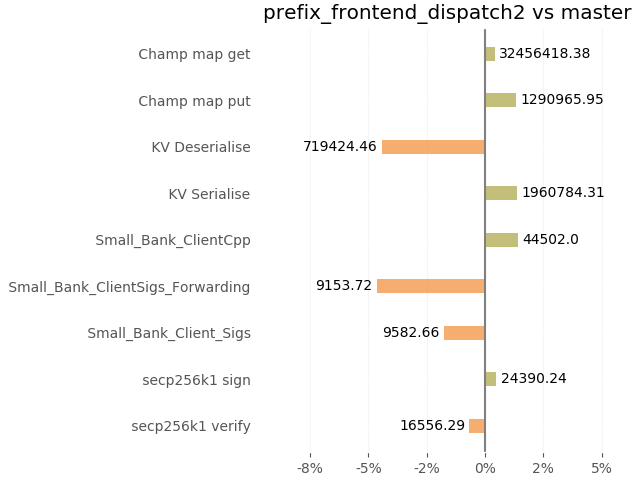 prefix_frontend_dispatch2 vs master
Champ map get 32456418.38
Champ map put 1290965.95
KV Deserialise 719424.46
KV Serialise 1960784.31
Small_Bank_ClientCpp 44502.0
Small_Bank_ClientSigs_Forwarding 9153.72
Small_Bank_Client_Sigs 9582.66
secp256k1 sign 24390.24
secp256k1 verify 16556.29
-8% -5% -2% 0% 2% 5%